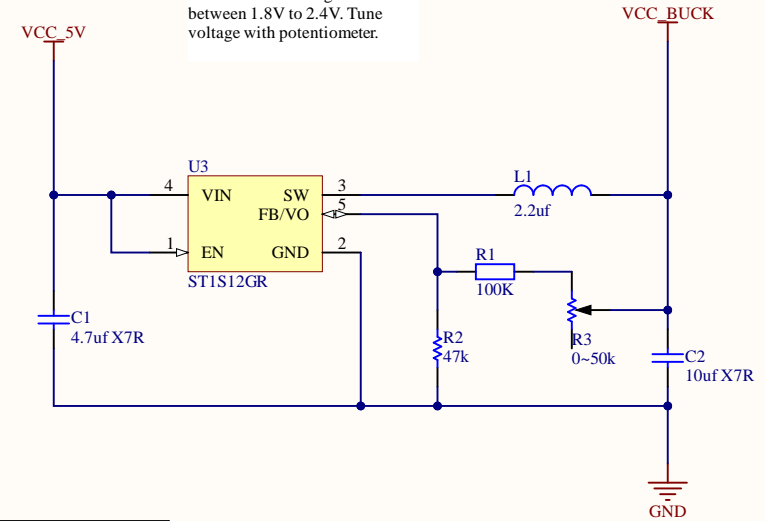 between 1.8V to 2.4V. Tune
voltage with potentiometer.
VCC_5V
VCC_BUCK
U3
4
VIN
SW
3
FB/VO
5
1
EN
GND
2
ST1S12GR
L1
2.2uf
R1
100K
C1
4.7uf X7R
R2
47k
R3
0~50k
C2
10uf X7R
GND